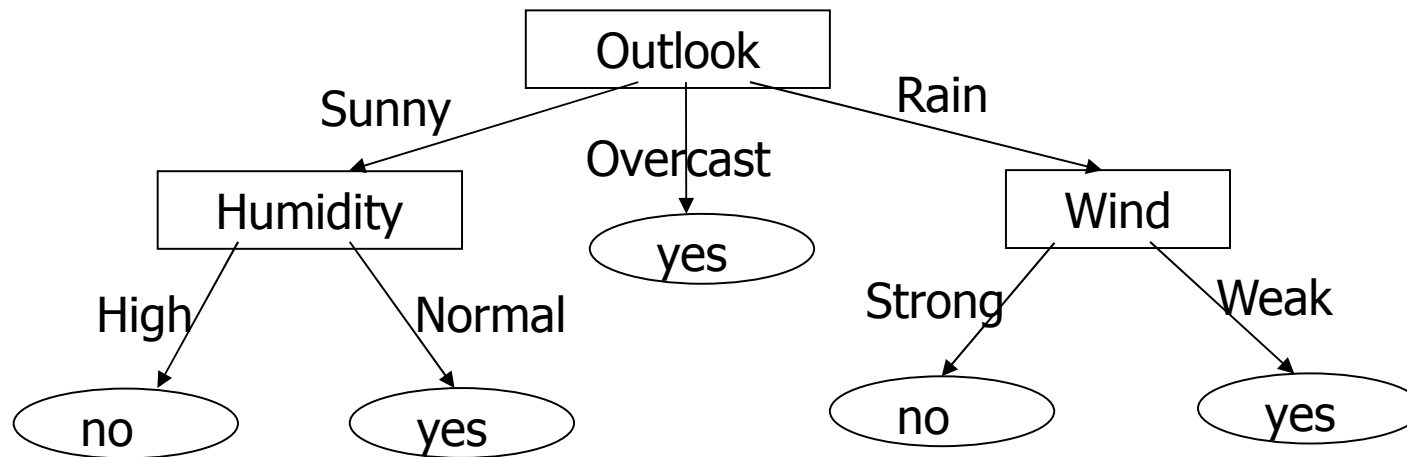 Outlook
Sunny
Rain
Overcast
Humidity
Wind
yes
High
Normal
Strong
Weak
no
yes
no
yes